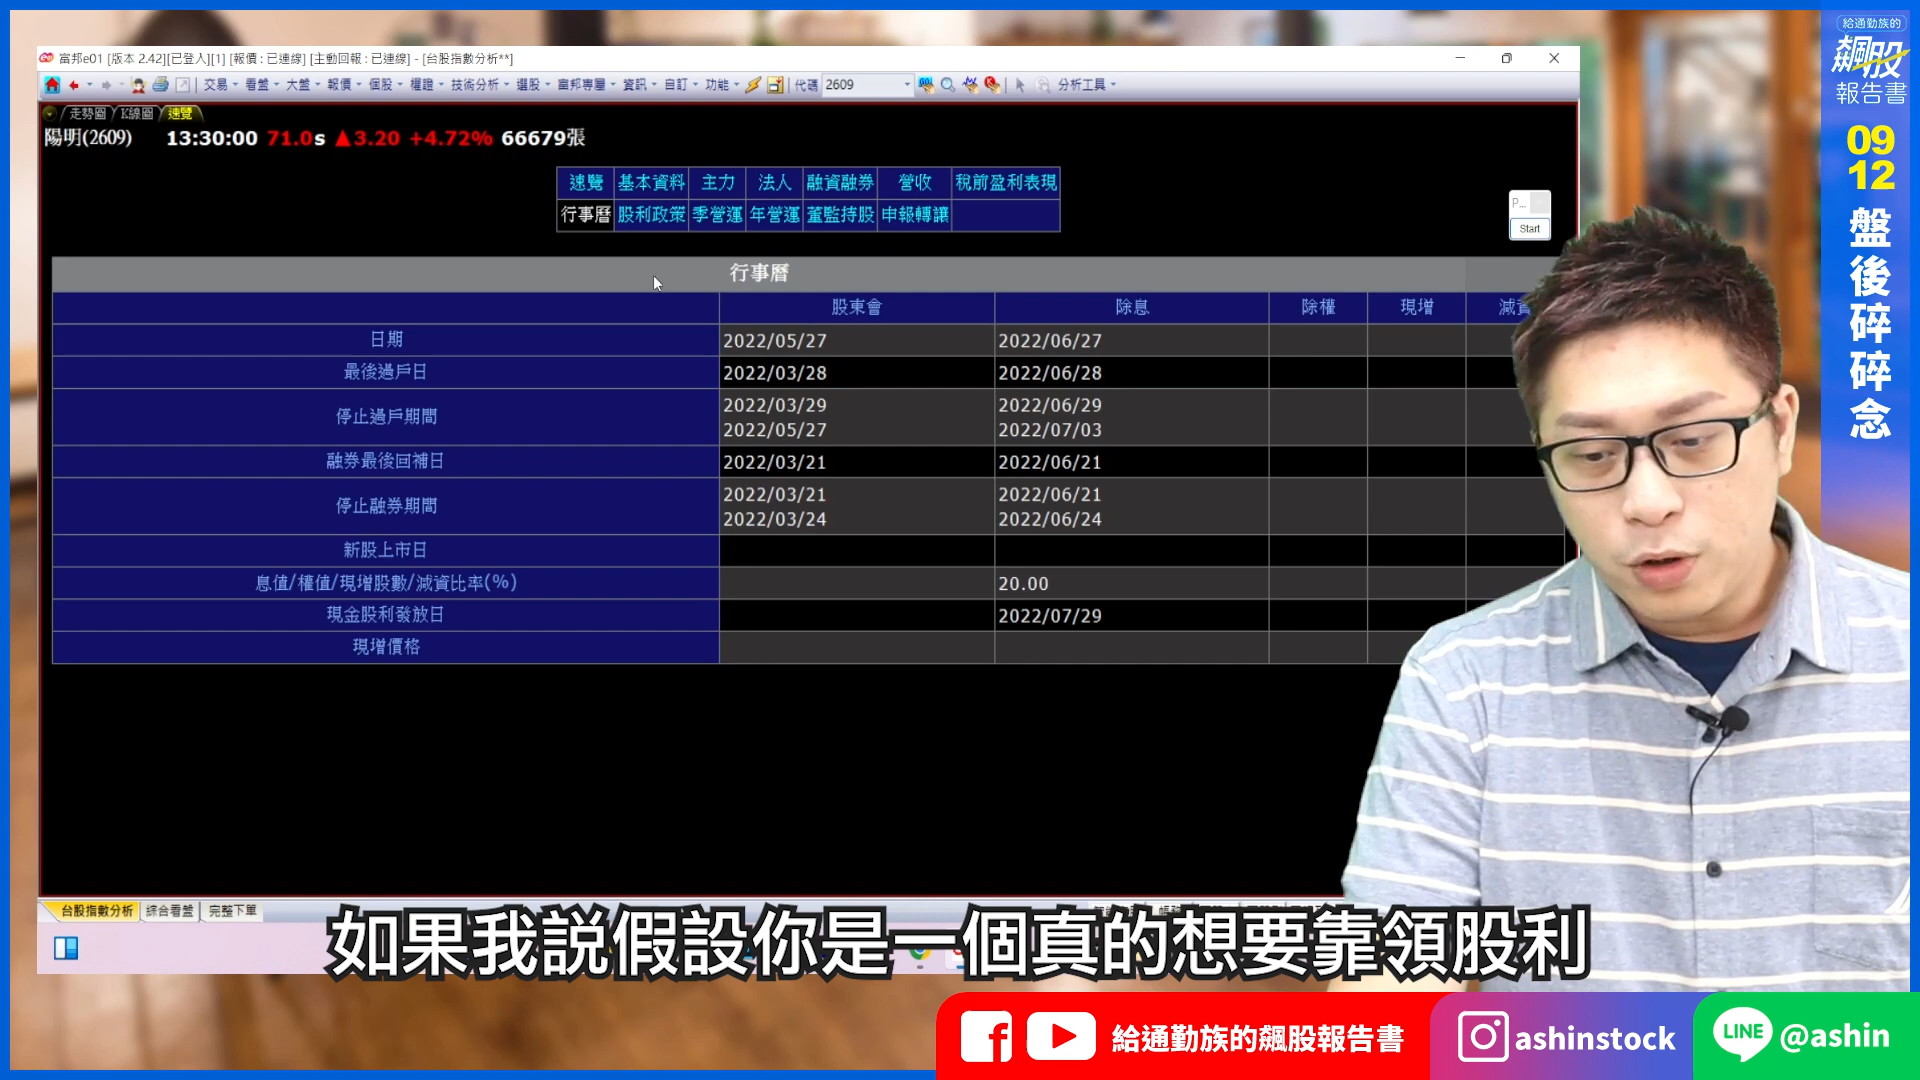 富邦e01 [版本 2.42][已登入][1] [報價 : 已連線] [主動回報 : 已連線] - [台股指數分析**]
交易 看盤 大盤 報價 個股 權證 技術分析 選股 富邦專屬 資訊 自訂 功能 代碼 2609 分析工具
走勢圖 K線圖 速覽
陽明(2609) 13:30:00 71.0s ▲3.20 +4.72% 66679張
速覽 基本資料 主力 法人 融資融券 營收 稅前盈利表現
行事曆 股利政策 季營運 年營運 董監持股 申報轉讓
P...
Start
行事曆
股東會 除息 除權 現增 減資
日期 2022/05/27 2022/06/27
最後過戶日 2022/03/28 2022/06/28
停止過戶期間 2022/03/29 2022/06/29
2022/05/27 2022/07/03
融券最後回補日 2022/03/21 2022/06/21
停止融券期間 2022/03/21 2022/06/21
2022/03/24 2022/06/24
新股上市日
息值/權值/現增股數/減資比率(%) 20.00
現金股利發放日 2022/07/29
現增價格
台股指數分析 綜合看盤 完整下單
如果我説假設你是一個真的想要靠領股利
給通勤族的
飆股
報告書
09
12
盤後碎碎念
給通勤族的飆股報告書
ashinstock
LINE @ashin